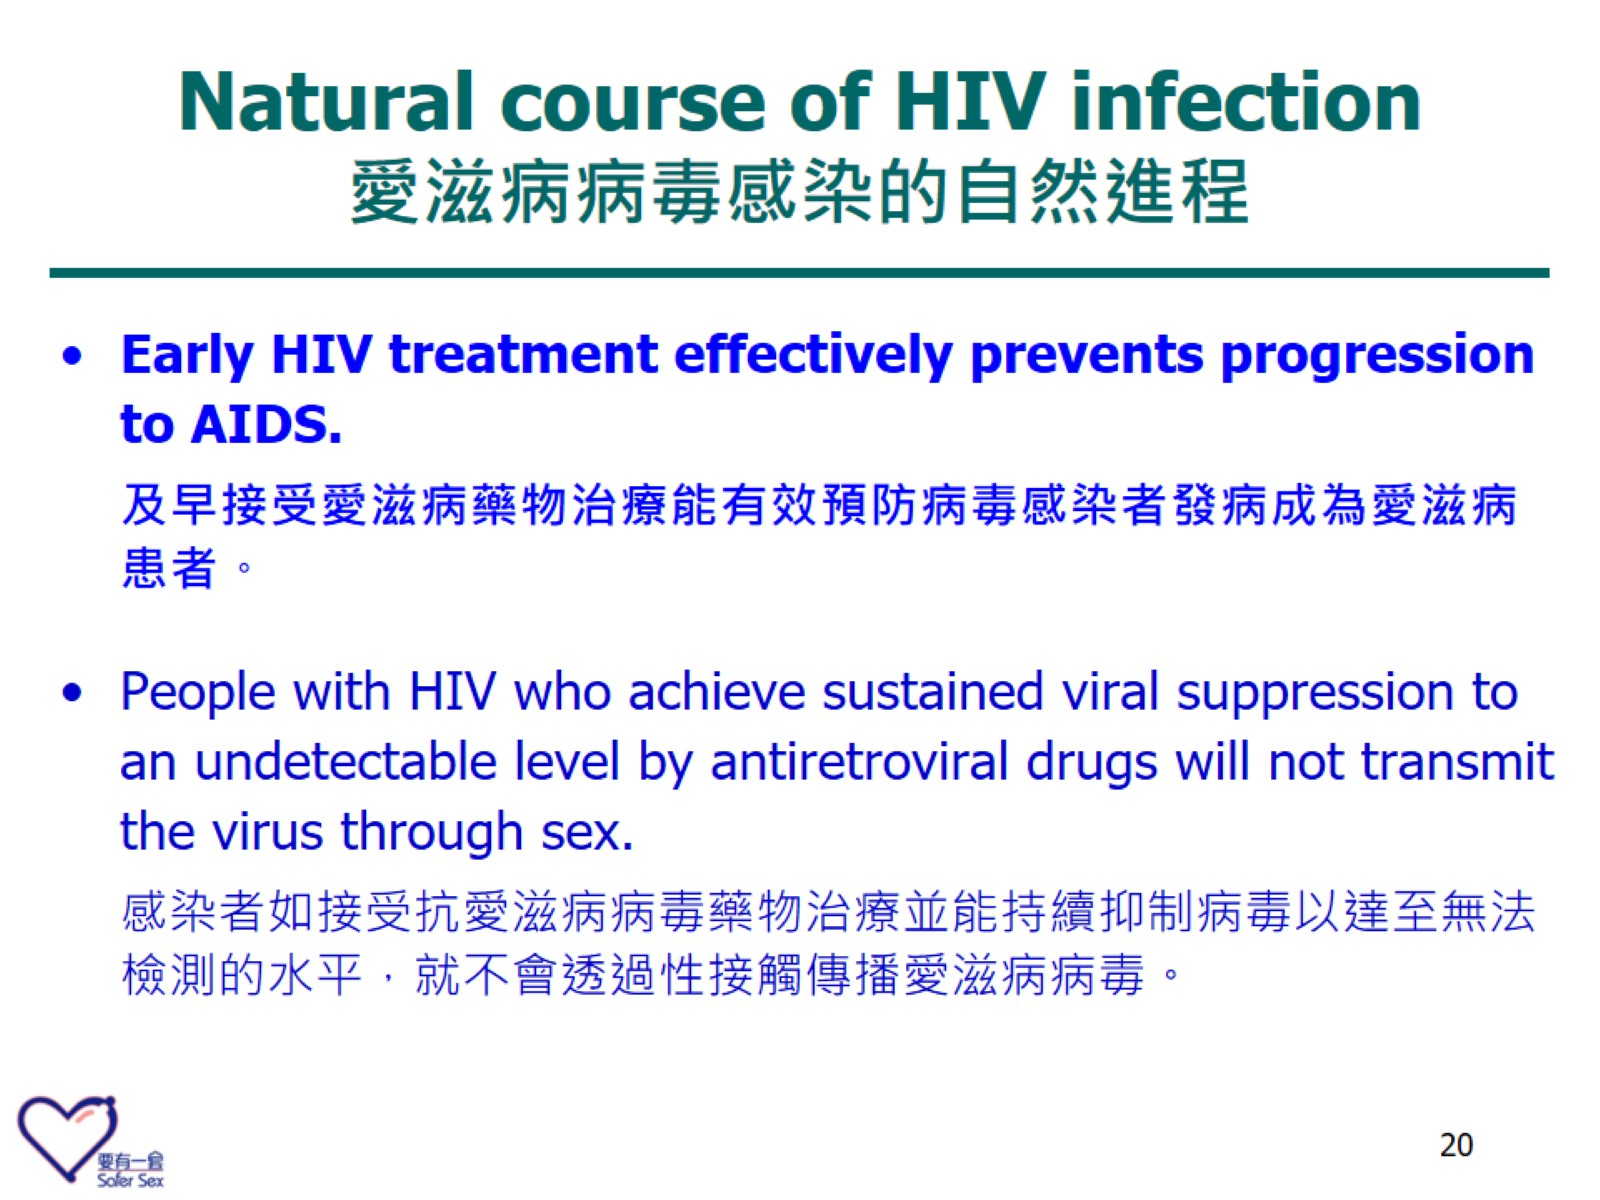 Natural course of HIV infection
愛滋病病毒感染的自然進程
• Early HIV treatment effectively prevents progression
to AIDS.
及早接受愛滋病藥物治療能有效預防病毒感染者發病成為愛滋病
患者。
• People with HIV who achieve sustained viral suppression to
an undetectable level by antiretroviral drugs will not transmit
the virus through sex.
感染者如接受抗愛滋病病毒藥物治療並能持續抑制病毒以達至無法
檢測的水平，就不會透過性接觸傳播愛滋病病毒。
要有一套
Safer Sex
20